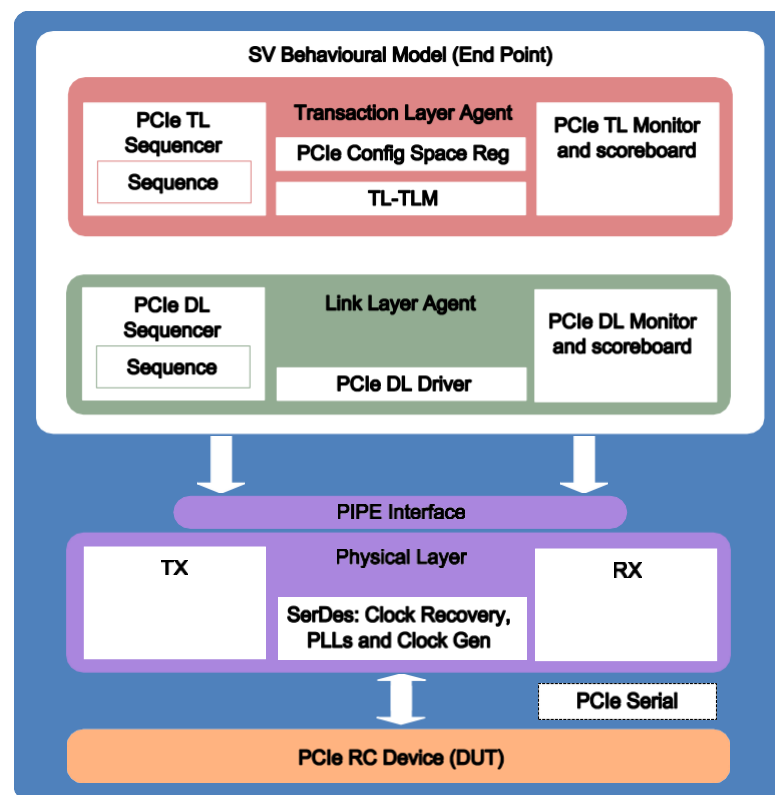 SV Behavioural Model (End Point)
PCIe TL
Sequencer
Sequence
Transaction Layer Agent
PCIe Config Space Reg
TL-TLM
PCIe TL Monitor
and scoreboard
PCIe DL
Sequencer
Sequence
Link Layer Agent
PCIe DL Driver
PCIe DL Monitor
and scoreboard
PIPE Interface
TX
Physical Layer
SerDes: Clock Recovery,
PLLs and Clock Gen
RX
PCIe Serial
PCIe RC Device (DUT)